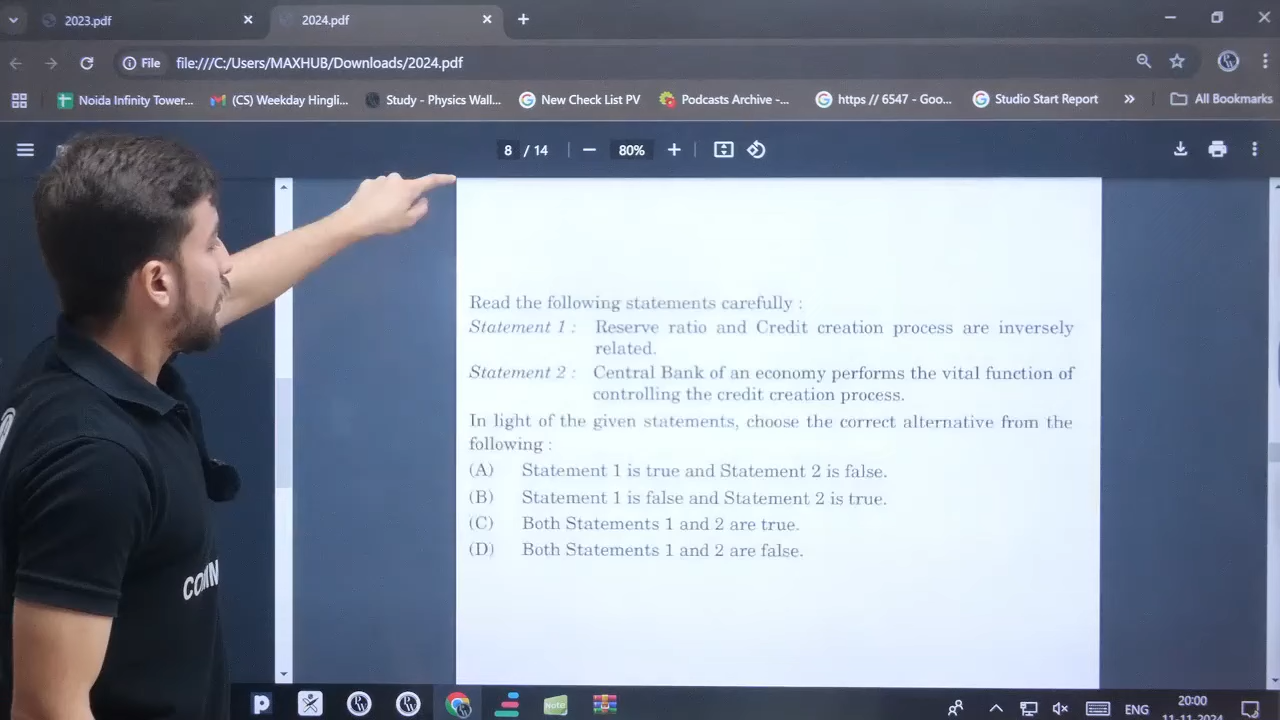 2023.pdf
2024.pdf
File file:///C:/Users/MAXHUB/Downloads/2024.pdf
Noida Infinity Tower... (CS) Weekday Hingli... Study - Physics Wall... New Check List PV Podcasts Archive -... https // 6547 - Goo... Studio Start Report » All Bookmarks
8 / 14 80%
Read the following statements carefully :
Statement 1 : Reserve ratio and Credit creation process are inversely
related.
Statement 2 : Central Bank of an economy performs the vital function of
controlling the credit creation process.
In light of the given statements, choose the correct alternative from the
following :
(A) Statement 1 is true and Statement 2 is false.
(B) Statement 1 is false and Statement 2 is true.
(C) Both Statements 1 and 2 are true.
(D) Both Statements 1 and 2 are false.
Note
ENG
20:00
11-11-2024